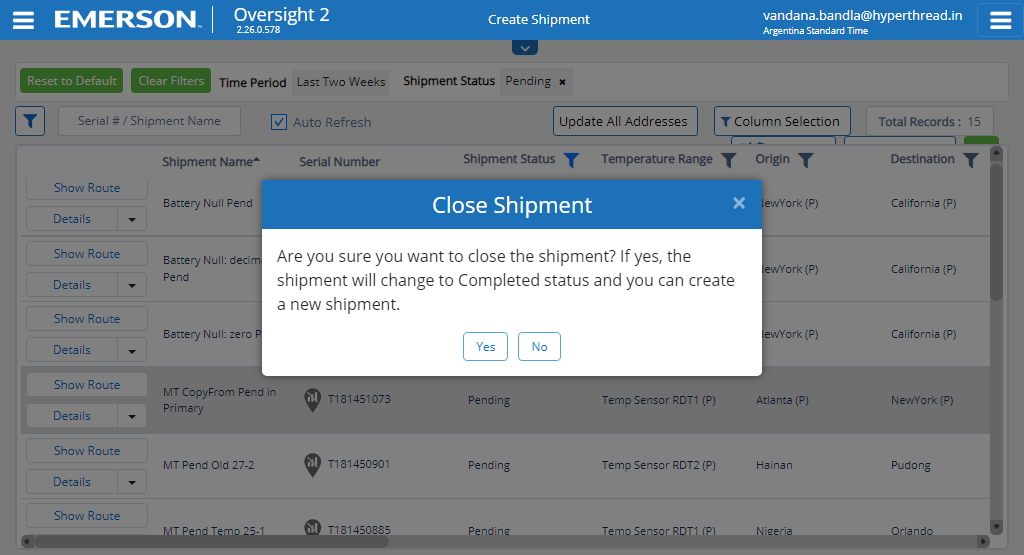 EMERSON
Oversight 2
2.26.0.578
Create Shipment
vandana.bandla@hyperthread.in
Argentina Standard Time
Reset to Default Clear Filters Time Period Last Two Weeks Shipment Status Pending ×
Serial # / Shipment Name Auto Refresh Update All Addresses Column Selection Total Records : 15
Shipment Name Serial Number Shipment Status Temperature Range Origin Destination
Show Route
Details
Battery Null Pend
NewYork (P) California (P)
Show Route
Details
Battery Null: decim
Pend
NewYork (P) California (P)
Show Route
Details
Battery Null: zero P
NewYork (P) California (P)
Close Shipment ×
Are you sure you want to close the shipment? If yes, the
shipment will change to Completed status and you can create
a new shipment.
Yes No
Show Route
Details
MT CopyFrom Pend in
Primary
T181451073 Pending Temp Sensor RDT1 (P) Atlanta (P) NewYork (P)
Show Route
Details
MT Pend Old 27-2 T181450901 Pending Temp Sensor RDT2 (P) Hainan Pudong
Show Route
MT Pend Temp 25-1 T181450885 Pending Temp Sensor RDT1 (P) Nigeria Orlando